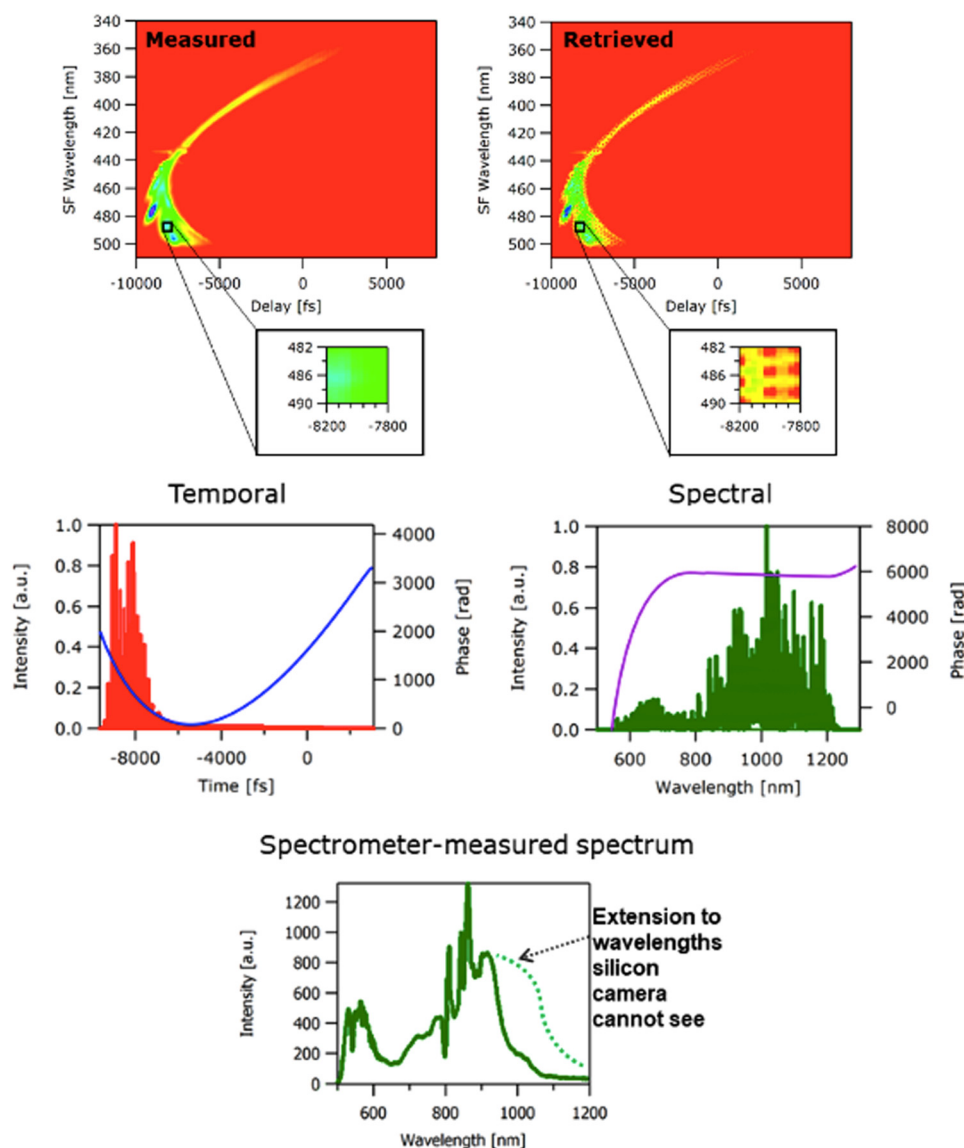 Measured
SF Wavelength [nm]
340
360
380
400
420
440
460
480
500
-10000 -5000 0 5000
Delay [fs]
482
486
490
-8200 -7800
Retrieved
SF Wavelength [nm]
340
360
380
400
420
440
460
480
500
-10000 -5000 0 5000
Delay [fs]
482
486
490
-8200 -7800
Temporal
Intensity [a.u.]
1.0
0.8
0.6
0.4
0.2
0.0
4000
3000
2000
1000
0
Phase [rad]
-8000 -4000 0
Time [fs]
Spectral
Intensity [a.u.]
1.0
0.8
0.6
0.4
0.2
0.0
8000
6000
4000
2000
0
Phase [rad]
600 800 1000 1200
Wavelength [nm]
Spectrometer-measured spectrum
Intensity [a.u.]
1200
1000
800
600
400
200
0
600 800 1000 1200
Wavelength [nm]
Extension to
wavelengths
silicon
camera
cannot see